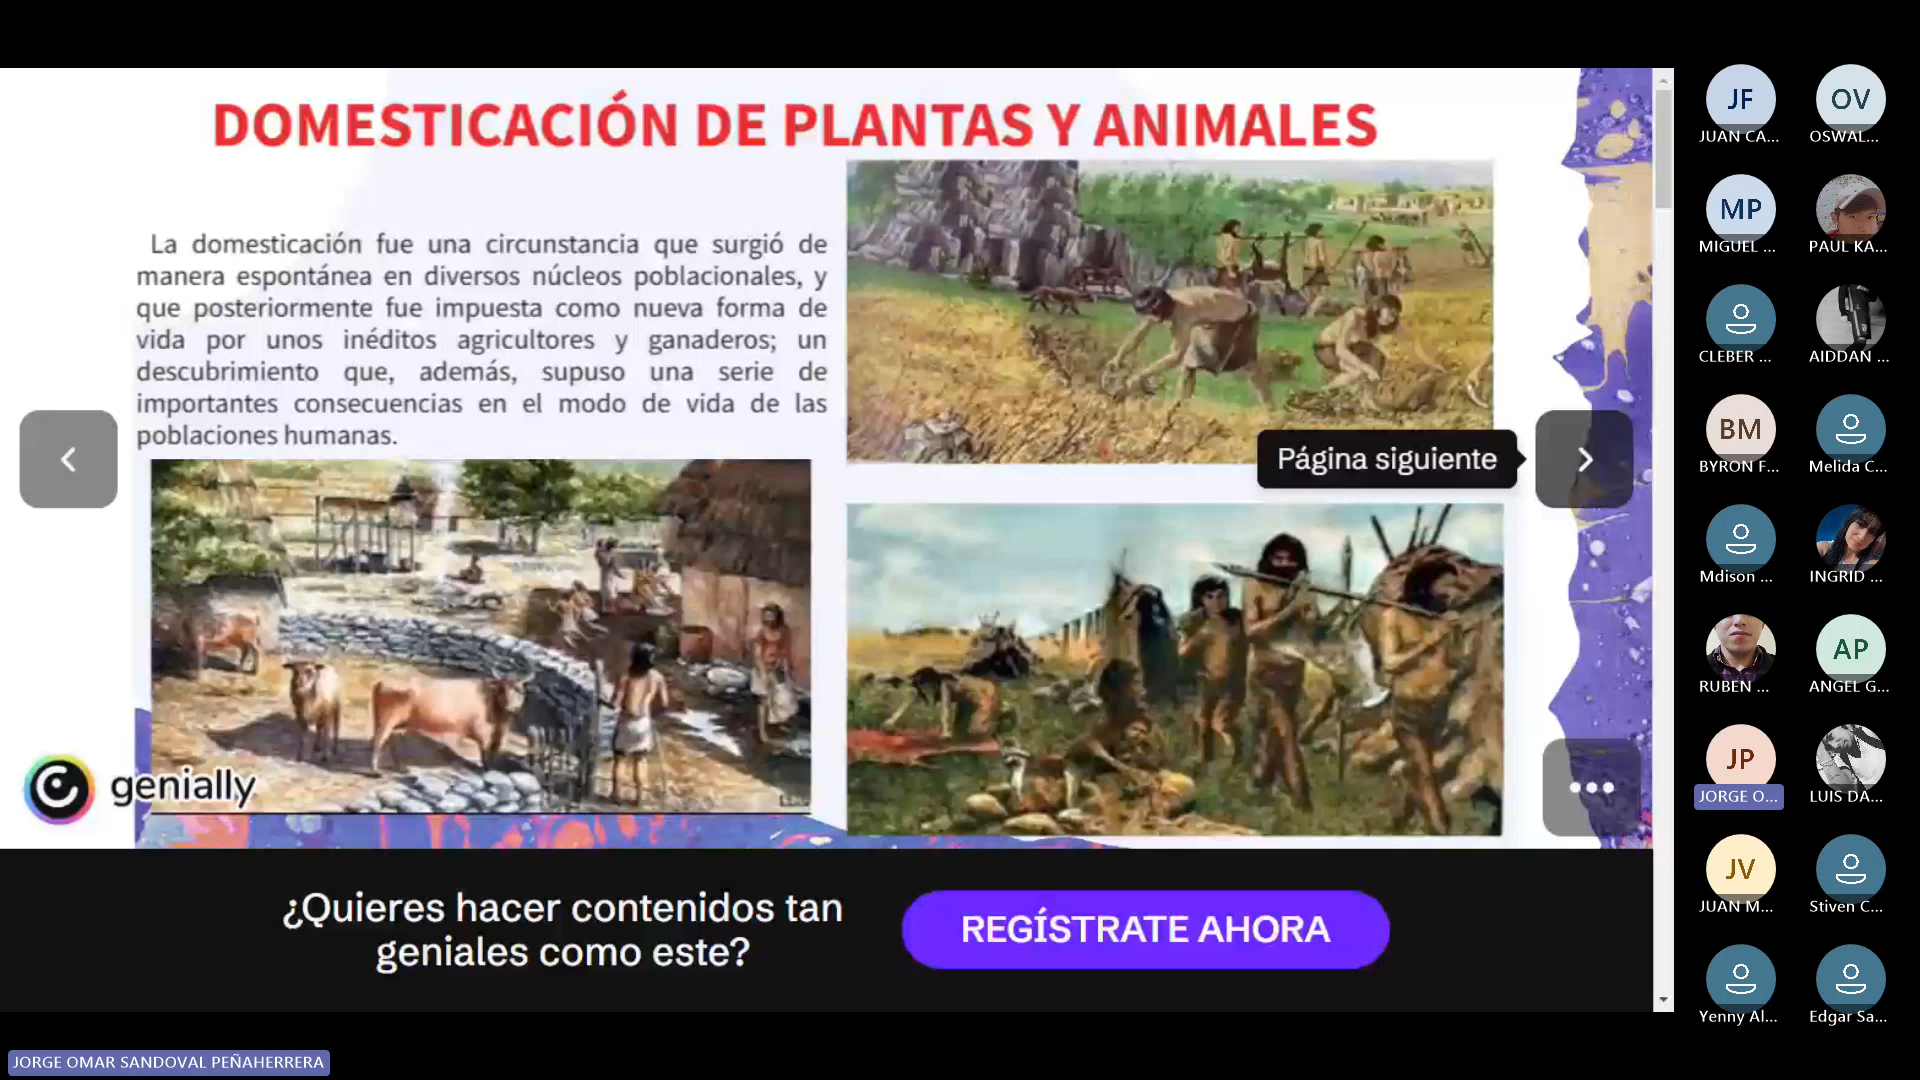 DOMESTICACIÓN DE PLANTAS Y ANIMALES
La domesticación fue una circunstancia que surgió de
manera espontánea en diversos núcleos poblacionales, y
que posteriormente fue impuesta como nueva forma de
vida por unos inéditos agricultores y ganaderos; un
descubrimiento que, además, supuso una serie de
importantes consecuencias en el modo de vida de las
poblaciones humanas.
Página siguiente
genially
¿Quieres hacer contenidos tan
geniales como este?
REGÍSTRATE AHORA
JORGE OMAR SANDOVAL PEÑAHERRERA
JF
JUAN CA...
OV
OSWAL...
MP
MIGUEL ...
PAUL KA...
CLEBER ...
AIDDAN ...
BM
BYRON F...
Melida C...
Mdison ...
INGRID ...
RUBEN ...
AP
ANGEL G...
JP
JORGE O...
LUIS DA...
JV
JUAN M...
Stiven C...
Yenny Al...
Edgar Sa...